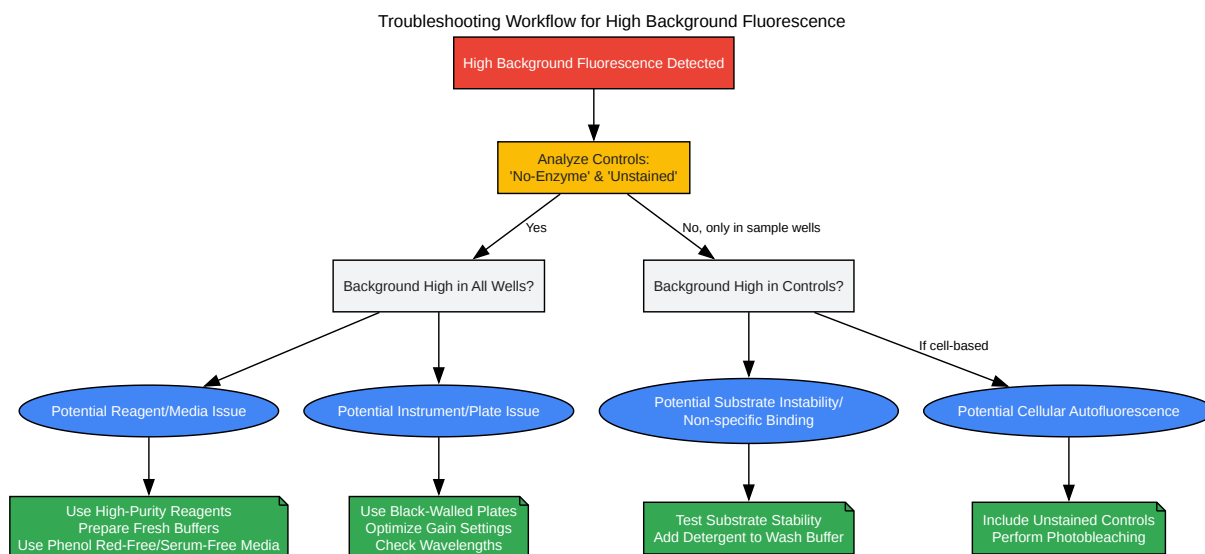 Troubleshooting Workflow for High Background Fluorescence
High Background Fluorescence Detected
Analyze Controls:
'No-Enzyme' & 'Unstained'
Yes
No, only in sample wells
Background High in All Wells?
Background High in Controls?
If cell-based
Potential Reagent/Media Issue
Potential Instrument/Plate Issue
Potential Substrate Instability/
Non-specific Binding
Potential Cellular Autofluorescence
Use High-Purity Reagents
Prepare Fresh Buffers
Use Phenol Red-Free/Serum-Free Media
Use Black-Walled Plates
Optimize Gain Settings
Check Wavelengths
Test Substrate Stability
Add Detergent to Wash Buffer
Include Unstained Controls
Perform Photobleaching